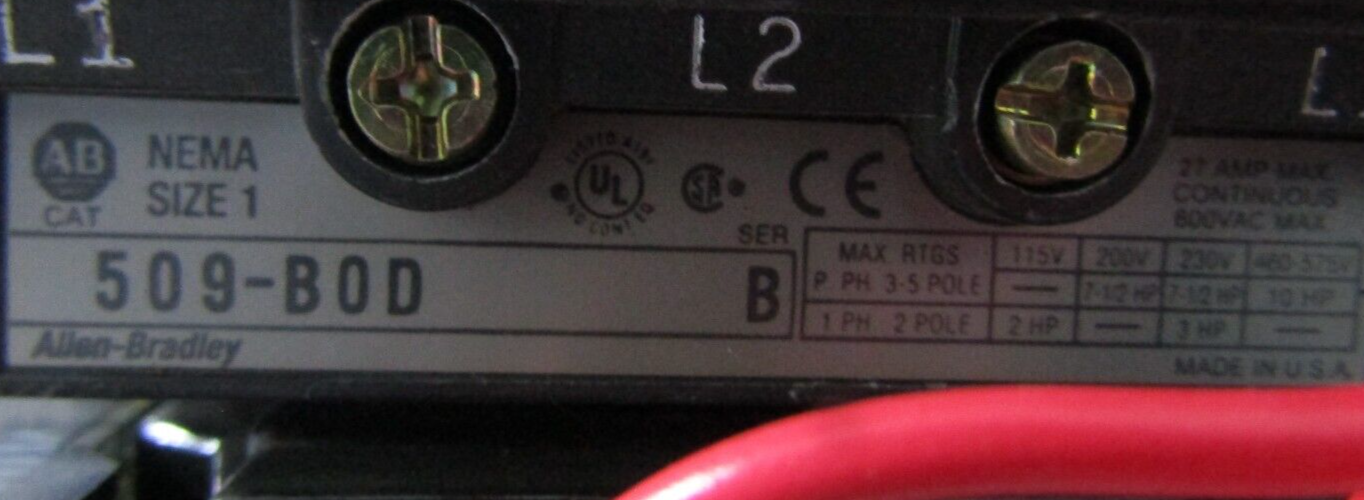 L1
L2
L
AB
CAT
NEMA
SIZE 1
UL
CE
27 AMP MAX.
CONTINUOUS
600VAC MAX.
SER
509-B0D
B
Allen-Bradley
MAX RTGS 115V 200V 230V 460-575V
P PH 3-5 POLE — 7-1/2 HP 7-1/2 HP 10 HP
1 PH 2 POLE 2 HP — 3 HP —
MADE IN U.S.A.